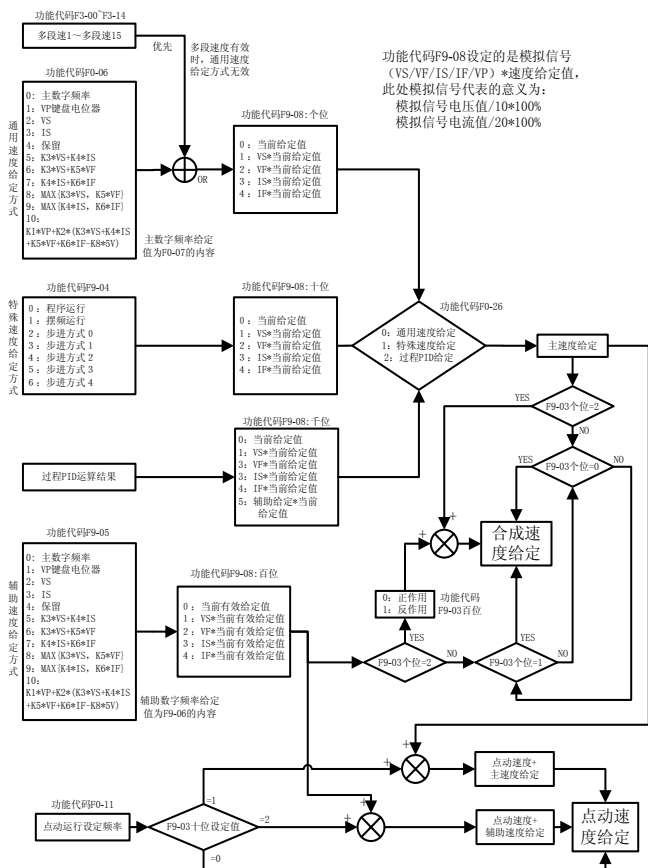 功能代码F3-00~F3-14
多段速1～多段速15
优先
多段速度有效
时，通用速度
给定方式无效
功能代码F9-08设定的是模拟信号
（VS/VF/IS/IF/VP）*速度给定值，
此处模拟信号代表的意义为：
模拟信号电压值/10*100%
模拟信号电流值/20*100%
通用速度给定方式
功能代码F0-06
0: 主数字频率
1: VP键盘电位器
2: VS
3: IS
4: 保留
5: K3*VS+K4*IS
6: K3*VS+K5*VF
7: K4*IS+K6*IF
8: MAX{K3*VS, K5*VF}
9: MAX{K4*IS, K6*IF}
10:
K1*VP+K2*(K3*VS+K4*IS
+K5*VF+K6*IF-K8*5V)
主数字频率给定
值为F0-07的内容
OR
功能代码F9-08:个位
0：当前给定值
1：VS*当前给定值
2：VF*当前给定值
3：IS*当前给定值
4：IF*当前给定值
特殊速度给定方式
功能代码F9-04
0：程序运行
1：摆频运行
2：步进方式0
3：步进方式1
4：步进方式2
5：步进方式3
6：步进方式4
功能代码F9-08:十位
0：当前给定值
1：VS*当前给定值
2：VF*当前给定值
3：IS*当前给定值
4：IF*当前给定值
功能代码F0-26
0: 通用速度给定
1: 特殊速度给定
2: 过程PID给定
主速度给定
过程PID运算结果
功能代码F9-08:千位
0: 当前给定值
1: VS*当前给定值
3: VF*当前给定值
3: IS*当前给定值
4: IF*当前给定值
5: 辅助给定*当前
给定值
YES
F9-03个位=2
NO
YES
F9-03个位=0
NO
+
+
合成速
度给定
0: 正作用
1: 反作用
功能代码
F9-03百位
辅助速度给定方式
功能代码F9-05
0: 主数字频率
1: VP键盘电位器
2: VS
3: IS
4: 保留
5: K3*VS+K4*IS
6: K3*VS+K5*VF
7: K4*IS+K6*IF
8: MAX{K3*VS, K5*VF}
9: MAX{K4*IS, K6*IF}
10:
K1*VP+K2*(K3*VS+K4*IS
+K5*VF+K6*IF-K8*5V)
辅助数字频率给定
值为F9-06的内容
功能代码F9-08:百位
0：当前有效给定值
1：VS*当前有效给定值
2：VF*当前有效给定值
3：IS*当前有效给定值
4：IF*当前有效给定值
YES
F9-03个位=2
NO
YES
F9-03个位=1
NO
+
+
点动速度+
主速度给定
功能代码F0-11
点动运行设定频率
F9-03十位设定值
=1
=2
=0
+
+
点动速度+
辅助速度给定
点动速
度给定